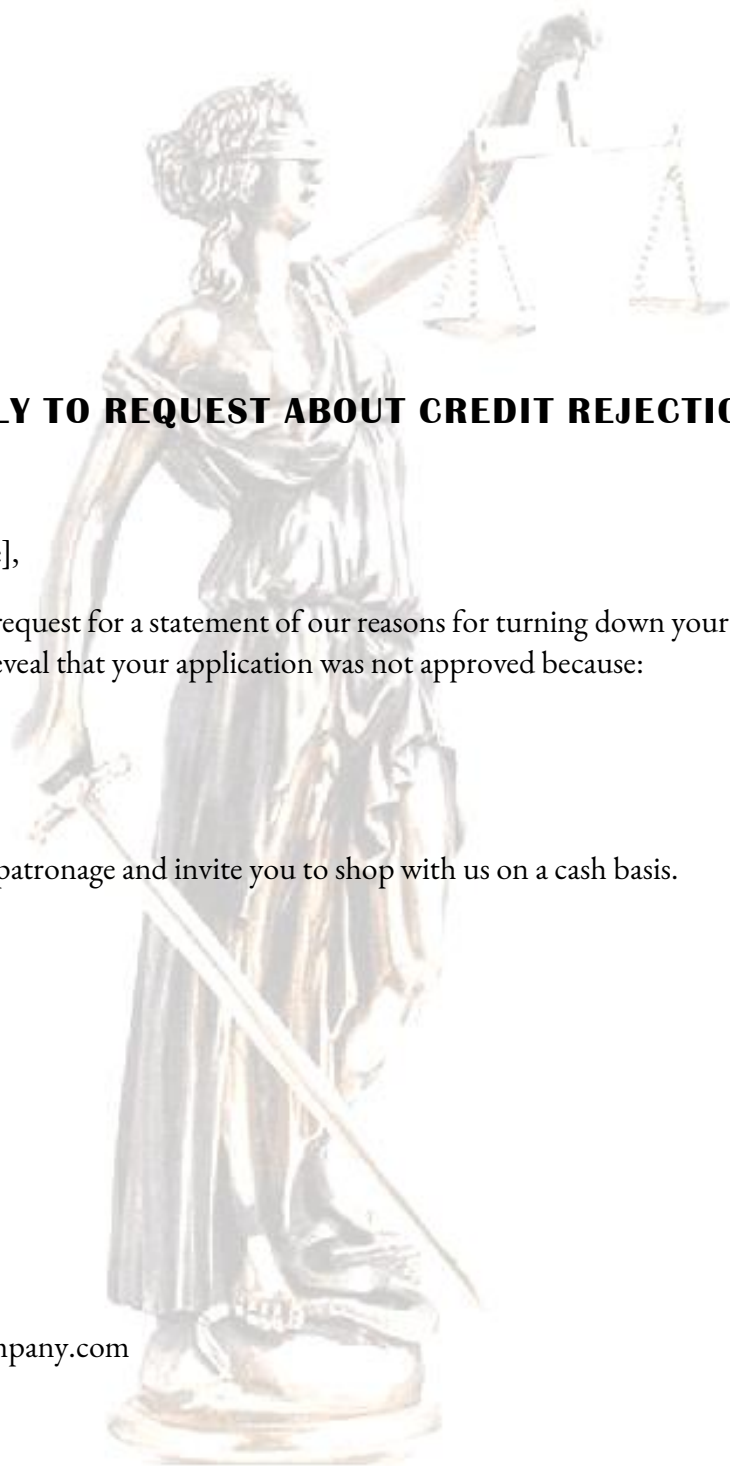 LY TO REQUEST ABOUT CREDIT REJECTIO
],
request for a statement of our reasons for turning down your
eveal that your application was not approved because:
patronage and invite you to shop with us on a cash basis.
mpany.com